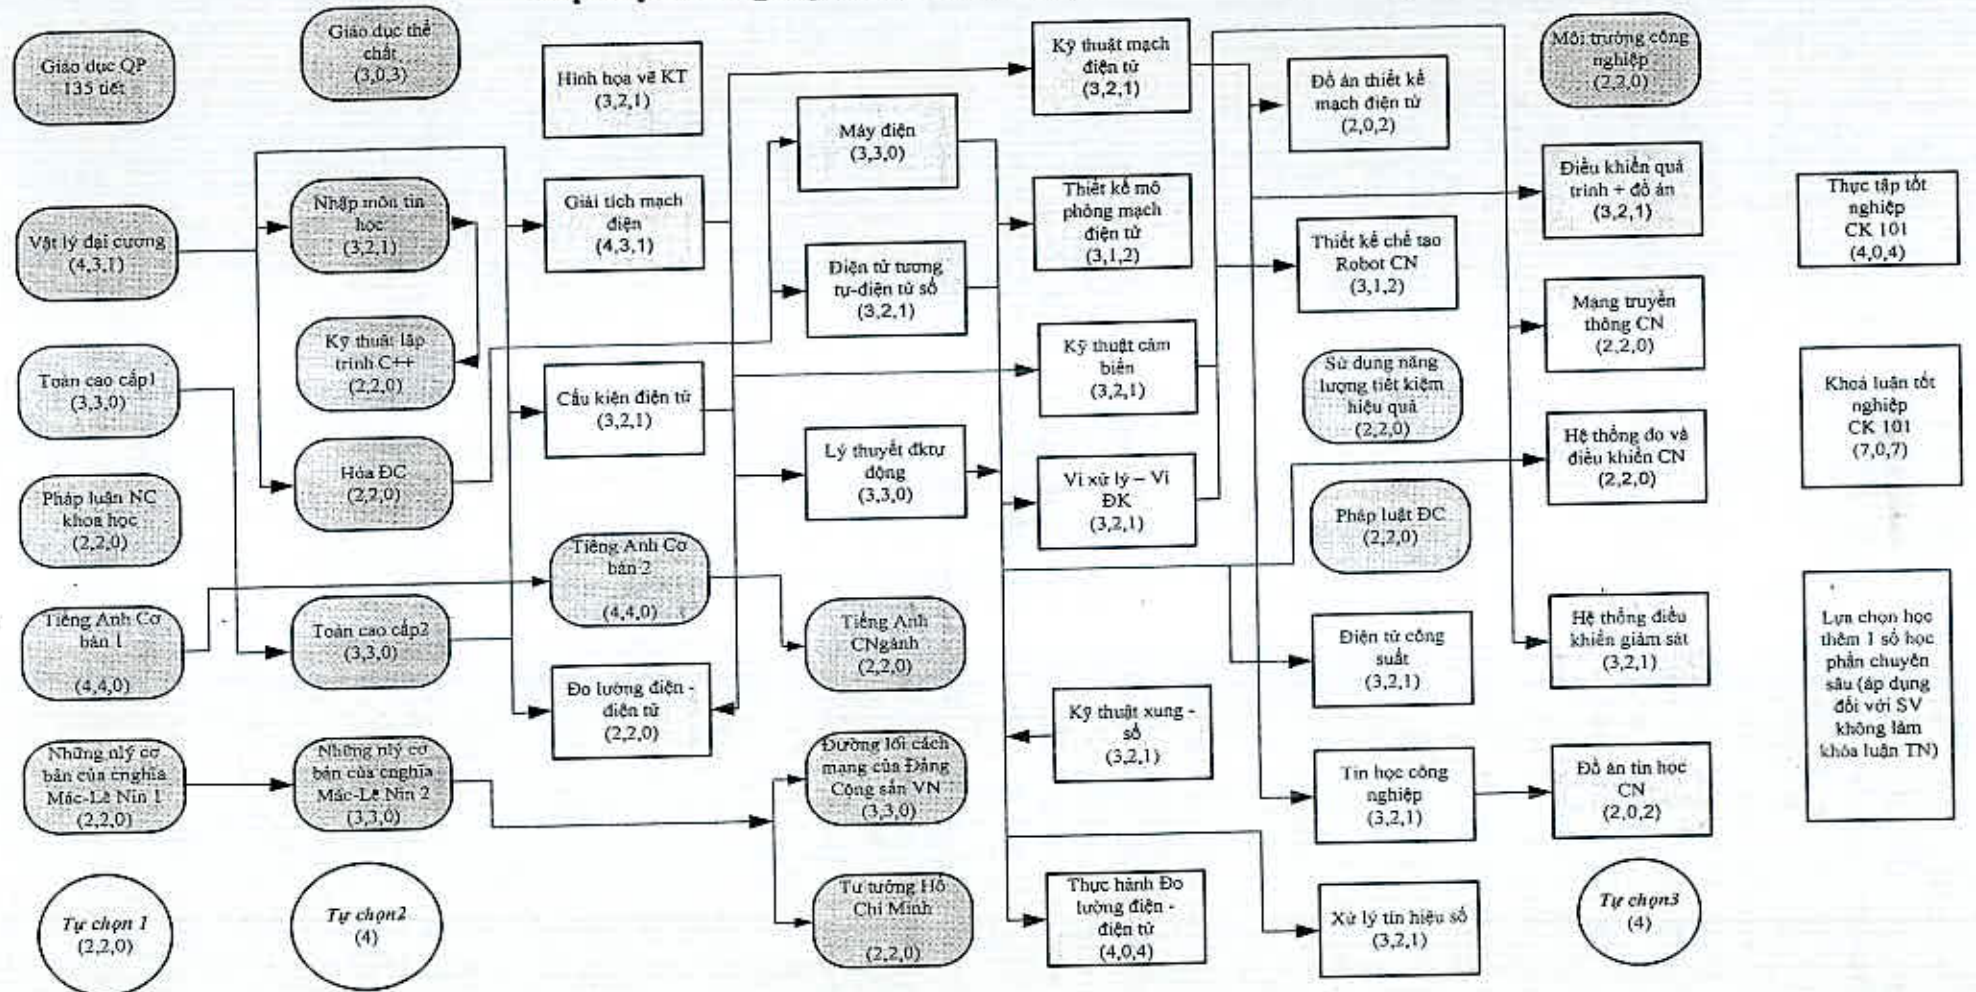 Giáo dục QP
135 tiết
Vật lý đại cương
(4,3,1)
Toàn cao cấp1
(3,3,0)
Pháp luân NC
khoa học
(2,2,0)
Tiếng Anh Cơ
bản 1
(4,4,0)
Những nlý cơ
bản của cnghĩa
Mác-Lê Nin 1
(2,2,0)
Tự chọn 1
(2,2,0)
Giáo dục thể
chất
(3,0,3)
Nhập môn tin
học
(3,2,1)
Kỹ thuật lập
trình C++
(2,2,0)
Hóa ĐC
(2,2,0)
Toàn cao cấp2
(3,3,0)
Những nlý cơ
bản của cnghĩa
Mác-Lê Nin 2
(3,3,0)
Tự chọn2
(4)
Hình họa vẽ KT
(3,2,1)
Giải tích mạch
điện
(4,3,1)
Cấu kiện điện tử
(3,2,1)
Tiếng Anh Cơ
bản 2
(4,4,0)
Đo lường điện -
điện tử
(2,2,0)
Máy điện
(3,3,0)
Điện tử tương
tự-điện tử số
(3,2,1)
Lý thuyết đktự
động
(3,3,0)
Tiếng Anh
CNgành
(2,2,0)
Đường lối cách
mạng của Đảng
Cộng sản VN
(3,3,0)
Tư tưởng Hồ
Chí Minh
(2,2,0)
Kỹ thuật mạch
điện tử
(3,2,1)
Thiết kế mô
phỏng mạch
điện tử
(3,1,2)
Kỹ thuật cảm
biến
(3,2,1)
Vi xử lý – Vi
ĐK
(3,2,1)
Kỹ thuật xung -
số
(3,2,1)
Thực hành Đo
lường điện -
điện tử
(4,0,4)
Đồ án thiết kế
mạch điện tử
(2,0,2)
Thiết kế chế tạo
Robot CN
(3,1,2)
Sử dụng năng
lượng tiết kiệm
hiệu quả
(2,2,0)
Pháp luật ĐC
(2,2,0)
Điện tử công
suất
(3,2,1)
Tin học công
nghiệp
(3,2,1)
Xử lý tín hiệu số
(3,2,1)
Môi trường công
nghiệp
(2,2,0)
Điều khiển quá
trình + đồ án
(3,2,1)
Mạng truyền
thông CN
(2,2,0)
Hệ thống đo và
điều khiển CN
(2,2,0)
Hệ thống điều
khiển giám sát
(3,2,1)
Đồ án tin học
CN
(2,0,2)
Tự chọn3
(4)
Thực tập tốt
nghiệp
CK 101
(4,0,4)
Khoá luận tốt
nghiệp
CK 101
(7,0,7)
Lựa chọn học
thêm 1 số học
phần chuyên
sâu (áp dụng
đối với SV
không làm
khóa luận TN)